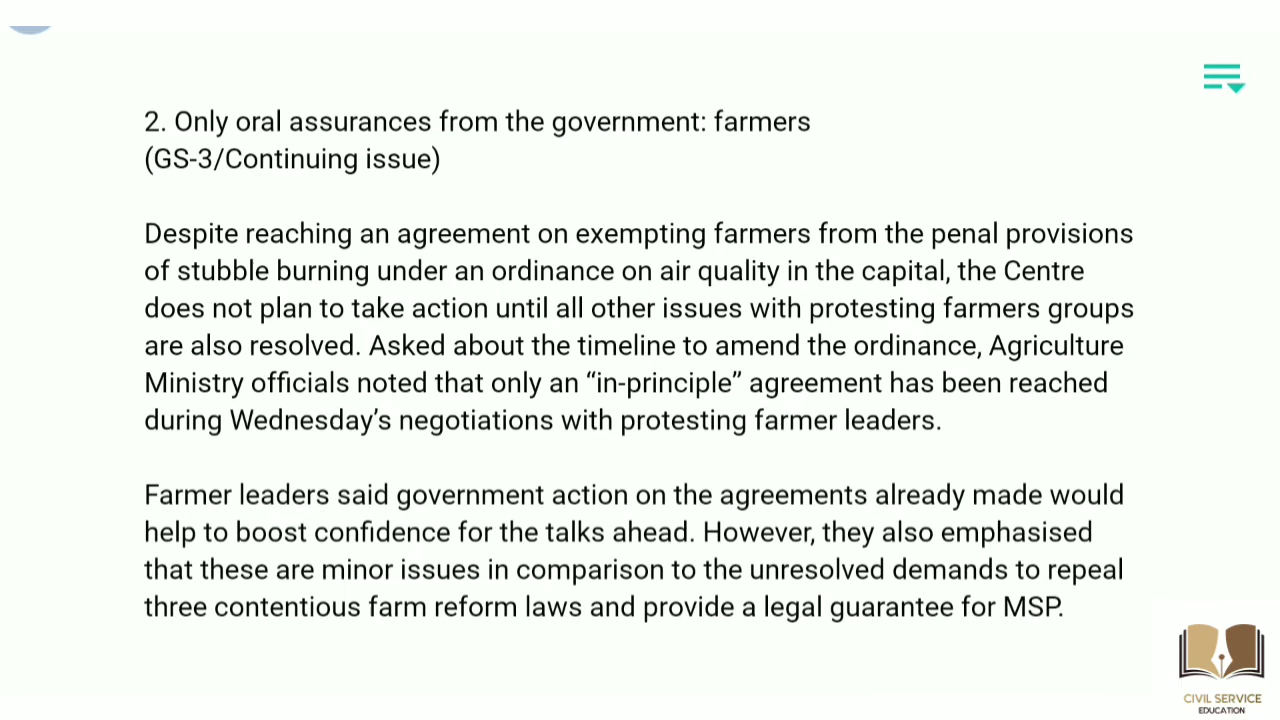 2. Only oral assurances from the government: farmers
(GS-3/Continuing issue)
Despite reaching an agreement on exempting farmers from the penal provisions
of stubble burning under an ordinance on air quality in the capital, the Centre
does not plan to take action until all other issues with protesting farmers groups
are also resolved. Asked about the timeline to amend the ordinance, Agriculture
Ministry officials noted that only an “in-principle” agreement has been reached
during Wednesday’s negotiations with protesting farmer leaders.
Farmer leaders said government action on the agreements already made would
help to boost confidence for the talks ahead. However, they also emphasised
that these are minor issues in comparison to the unresolved demands to repeal
three contentious farm reform laws and provide a legal guarantee for MSP.
CIVIL SERVICE
EDUCATION